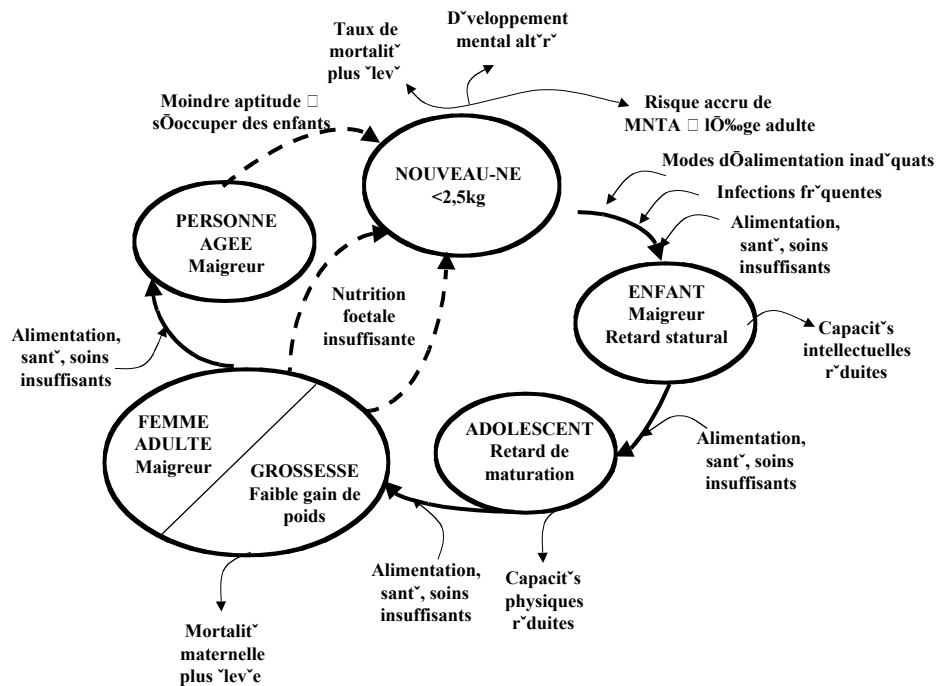 Taux de
mortalitˇ
plus ˇlevˇ
Dˇveloppement
mental altˇrˇ
Moindre aptitude □
sÕoccuper des enfants
Risque accru de
MNTA □ lÕ‰ge adulte
NOUVEAU-NE
<2,5kg
Modes dÕalimentation inadˇquats
Infections frˇquentes
Alimentation,
santˇ, soins
insuffisants
PERSONNE
AGEE
Maigreur
Nutrition
foetale
insuffisante
ENFANT
Maigreur
Retard statural
Capacitˇs
intellectuelles
rˇduites
Alimentation,
santˇ, soins
insuffisants
FEMME
ADULTE
Maigreur
GROSSESSE
Faible gain de
poids
ADOLESCENT
Retard de
maturation
Alimentation,
santˇ, soins
insuffisants
Alimentation,
santˇ, soins
insuffisants
Capacitˇs
physiques
rˇduites
Mortalitˇ
maternelle
plus ˇlevˇe